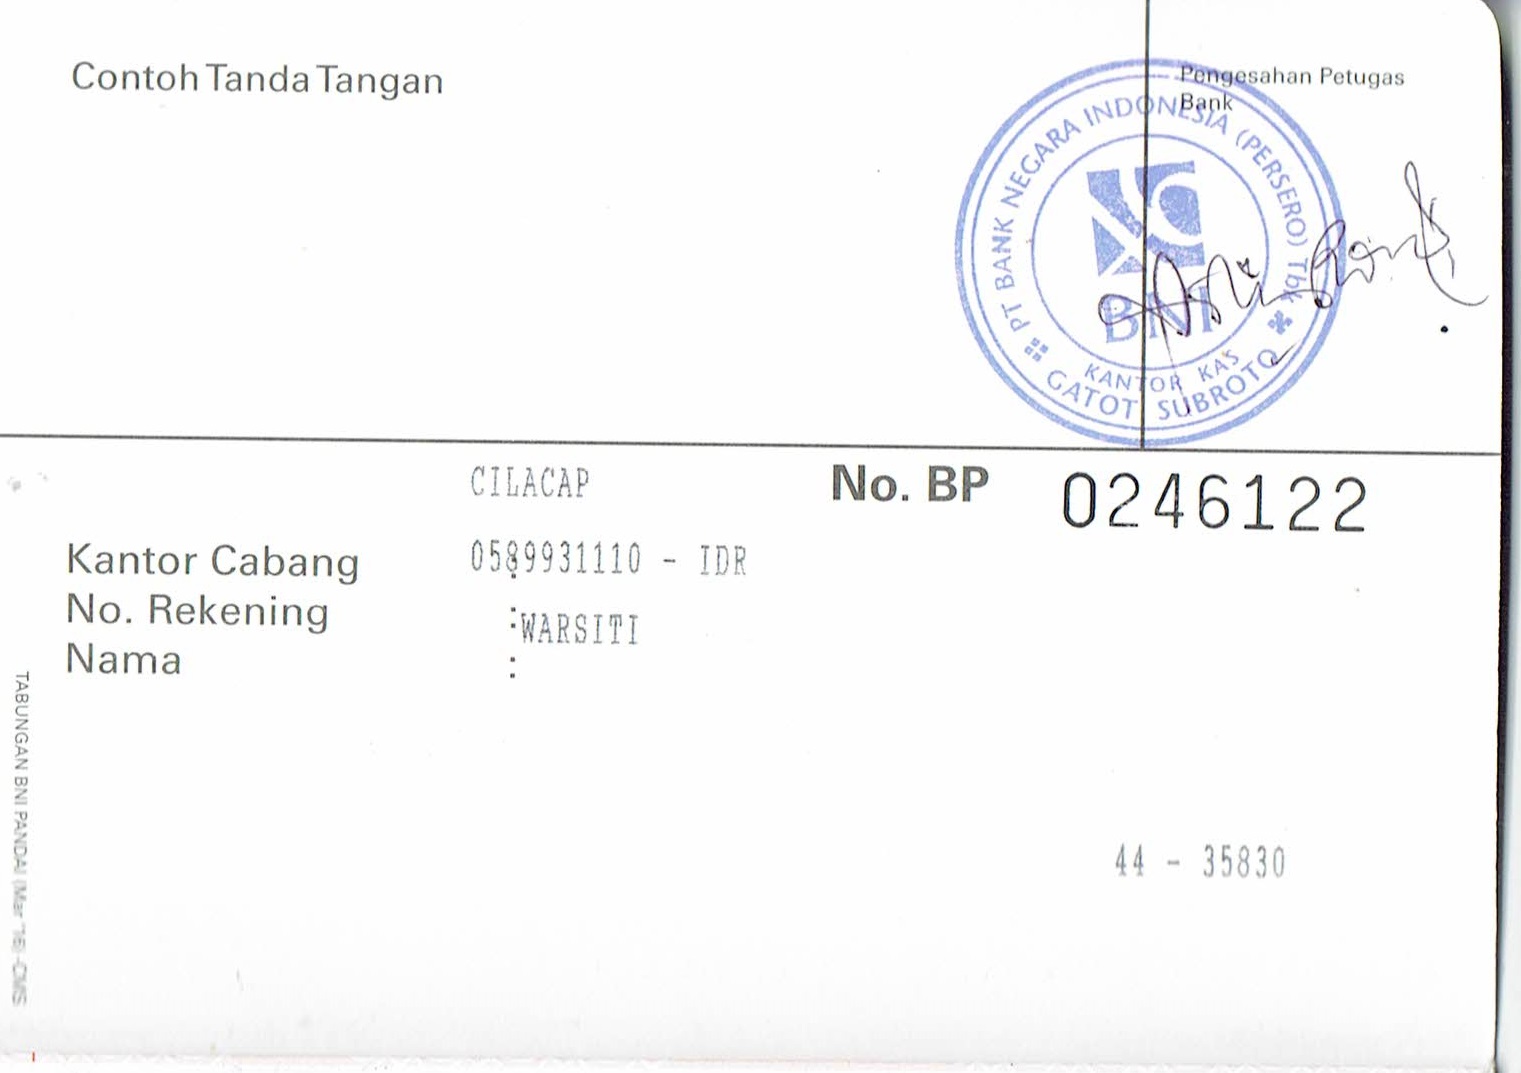 Contoh Tanda Tangan
Pengesahan Petugas
Bank
PT BANK NEGARA INDONESIA (PERSERO) Tbk
BNI
KANTOR KAS
GATOT SUBROTO
CILACAP
No. BP 0246122
Kantor Cabang : 0589931110 - IDR
No. Rekening : WARSITI
Nama :
44 - 35830
TABUNGAN BNI PANDAI (Mar '16) -CMS